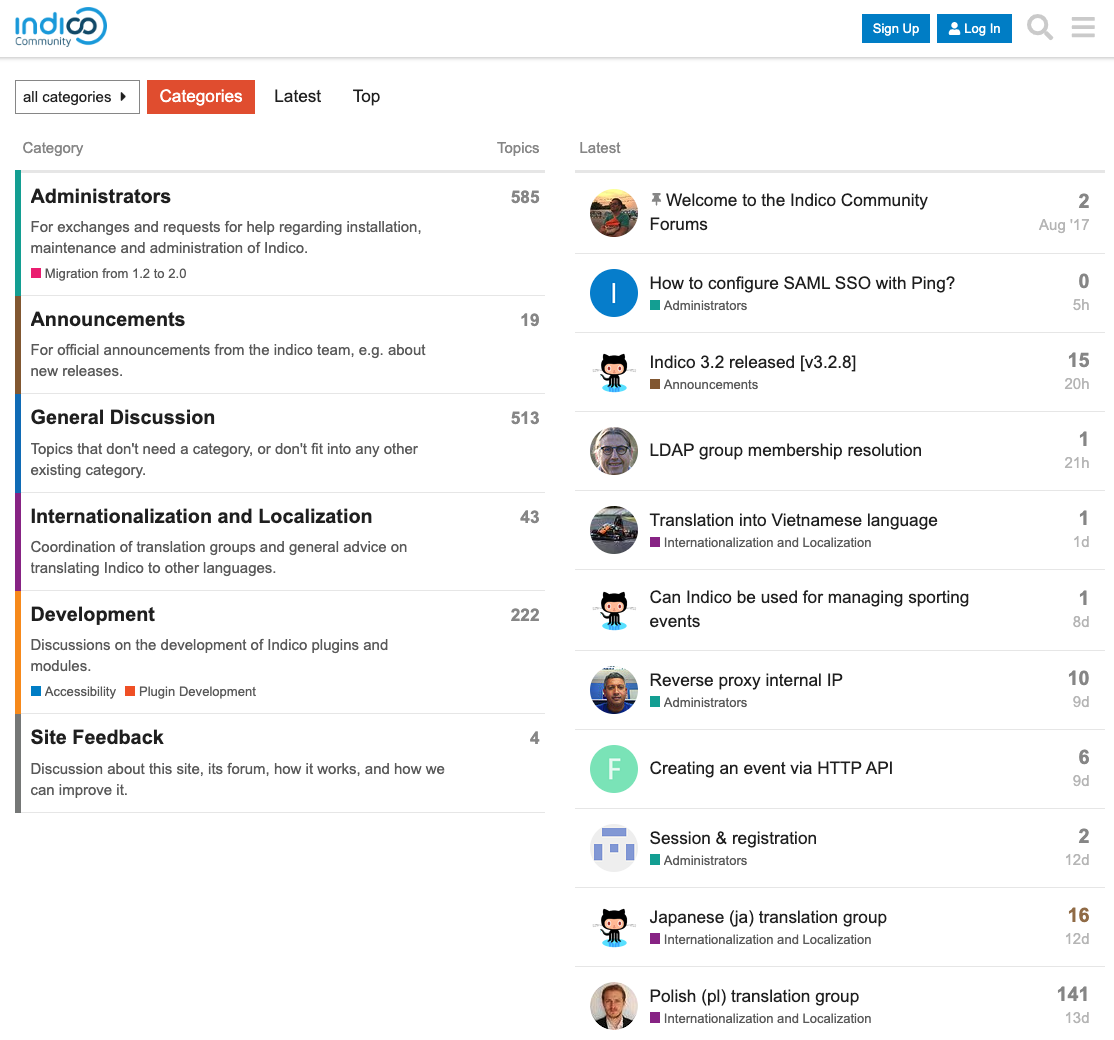 indico
Community
Sign Up
Log In
all categories
Categories
Latest
Top
Category
Topics
Administrators
585
For exchanges and requests for help regarding installation,
maintenance and administration of Indico.
Migration from 1.2 to 2.0
Announcements
19
For official announcements from the indico team, e.g. about
new releases.
General Discussion
513
Topics that don't need a category, or don't fit into any other
existing category.
Internationalization and Localization
43
Coordination of translation groups and general advice on
translating Indico to other languages.
Development
222
Discussions on the development of Indico plugins and
modules.
Accessibility
Plugin Development
Site Feedback
4
Discussion about this site, its forum, how it works, and how we
can improve it.
Latest
Welcome to the Indico Community
Forums
2
Aug '17
I
How to configure SAML SSO with Ping?
Administrators
0
5h
Indico 3.2 released [v3.2.8]
Announcements
15
20h
LDAP group membership resolution
1
21h
Translation into Vietnamese language
Internationalization and Localization
1
1d
Can Indico be used for managing sporting
events
1
8d
Reverse proxy internal IP
Administrators
10
9d
F
Creating an event via HTTP API
6
9d
Session & registration
Administrators
2
12d
Japanese (ja) translation group
Internationalization and Localization
16
12d
Polish (pl) translation group
Internationalization and Localization
141
13d